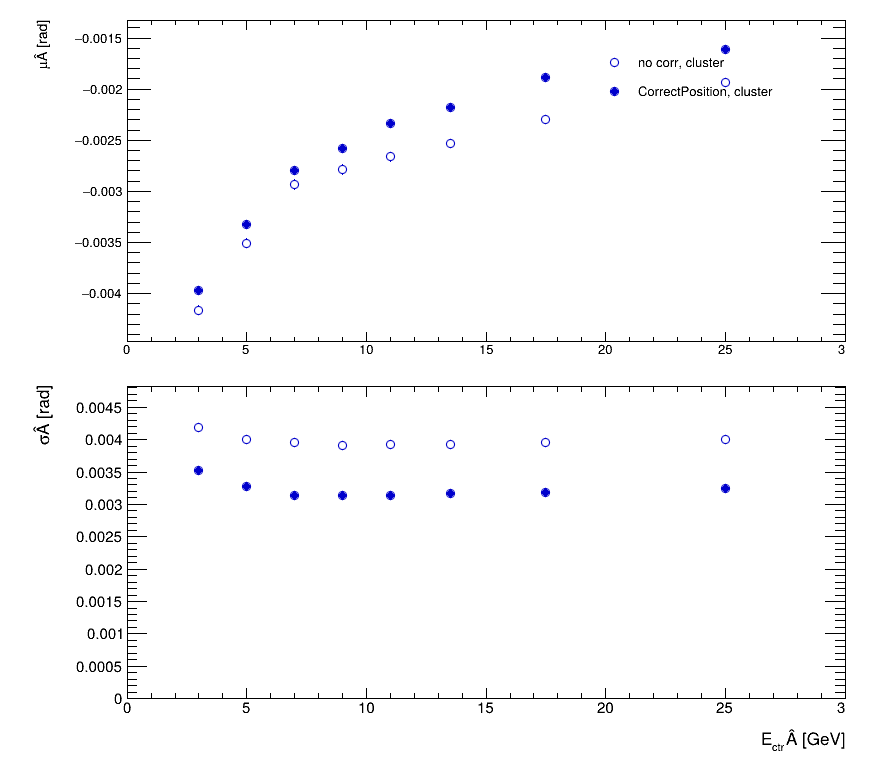 μÂ [rad]
−0.0015
−0.002
−0.0025
−0.003
−0.0035
−0.004
no corr, cluster
CorrectPosition, cluster
0 5 10 15 20 25 3
σÂ [rad]
0.0045
0.004
0.0035
0.003
0.0025
0.002
0.0015
0.001
0.0005
0
0 5 10 15 20 25 3
E_ctr Â [GeV]